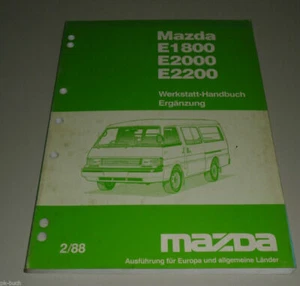 Mazda
E1800
E2000
E2200
Werkstatt-Handbuch
Ergänzung
2/88
mazda
Ausführung für Europa und allgemeine Länder